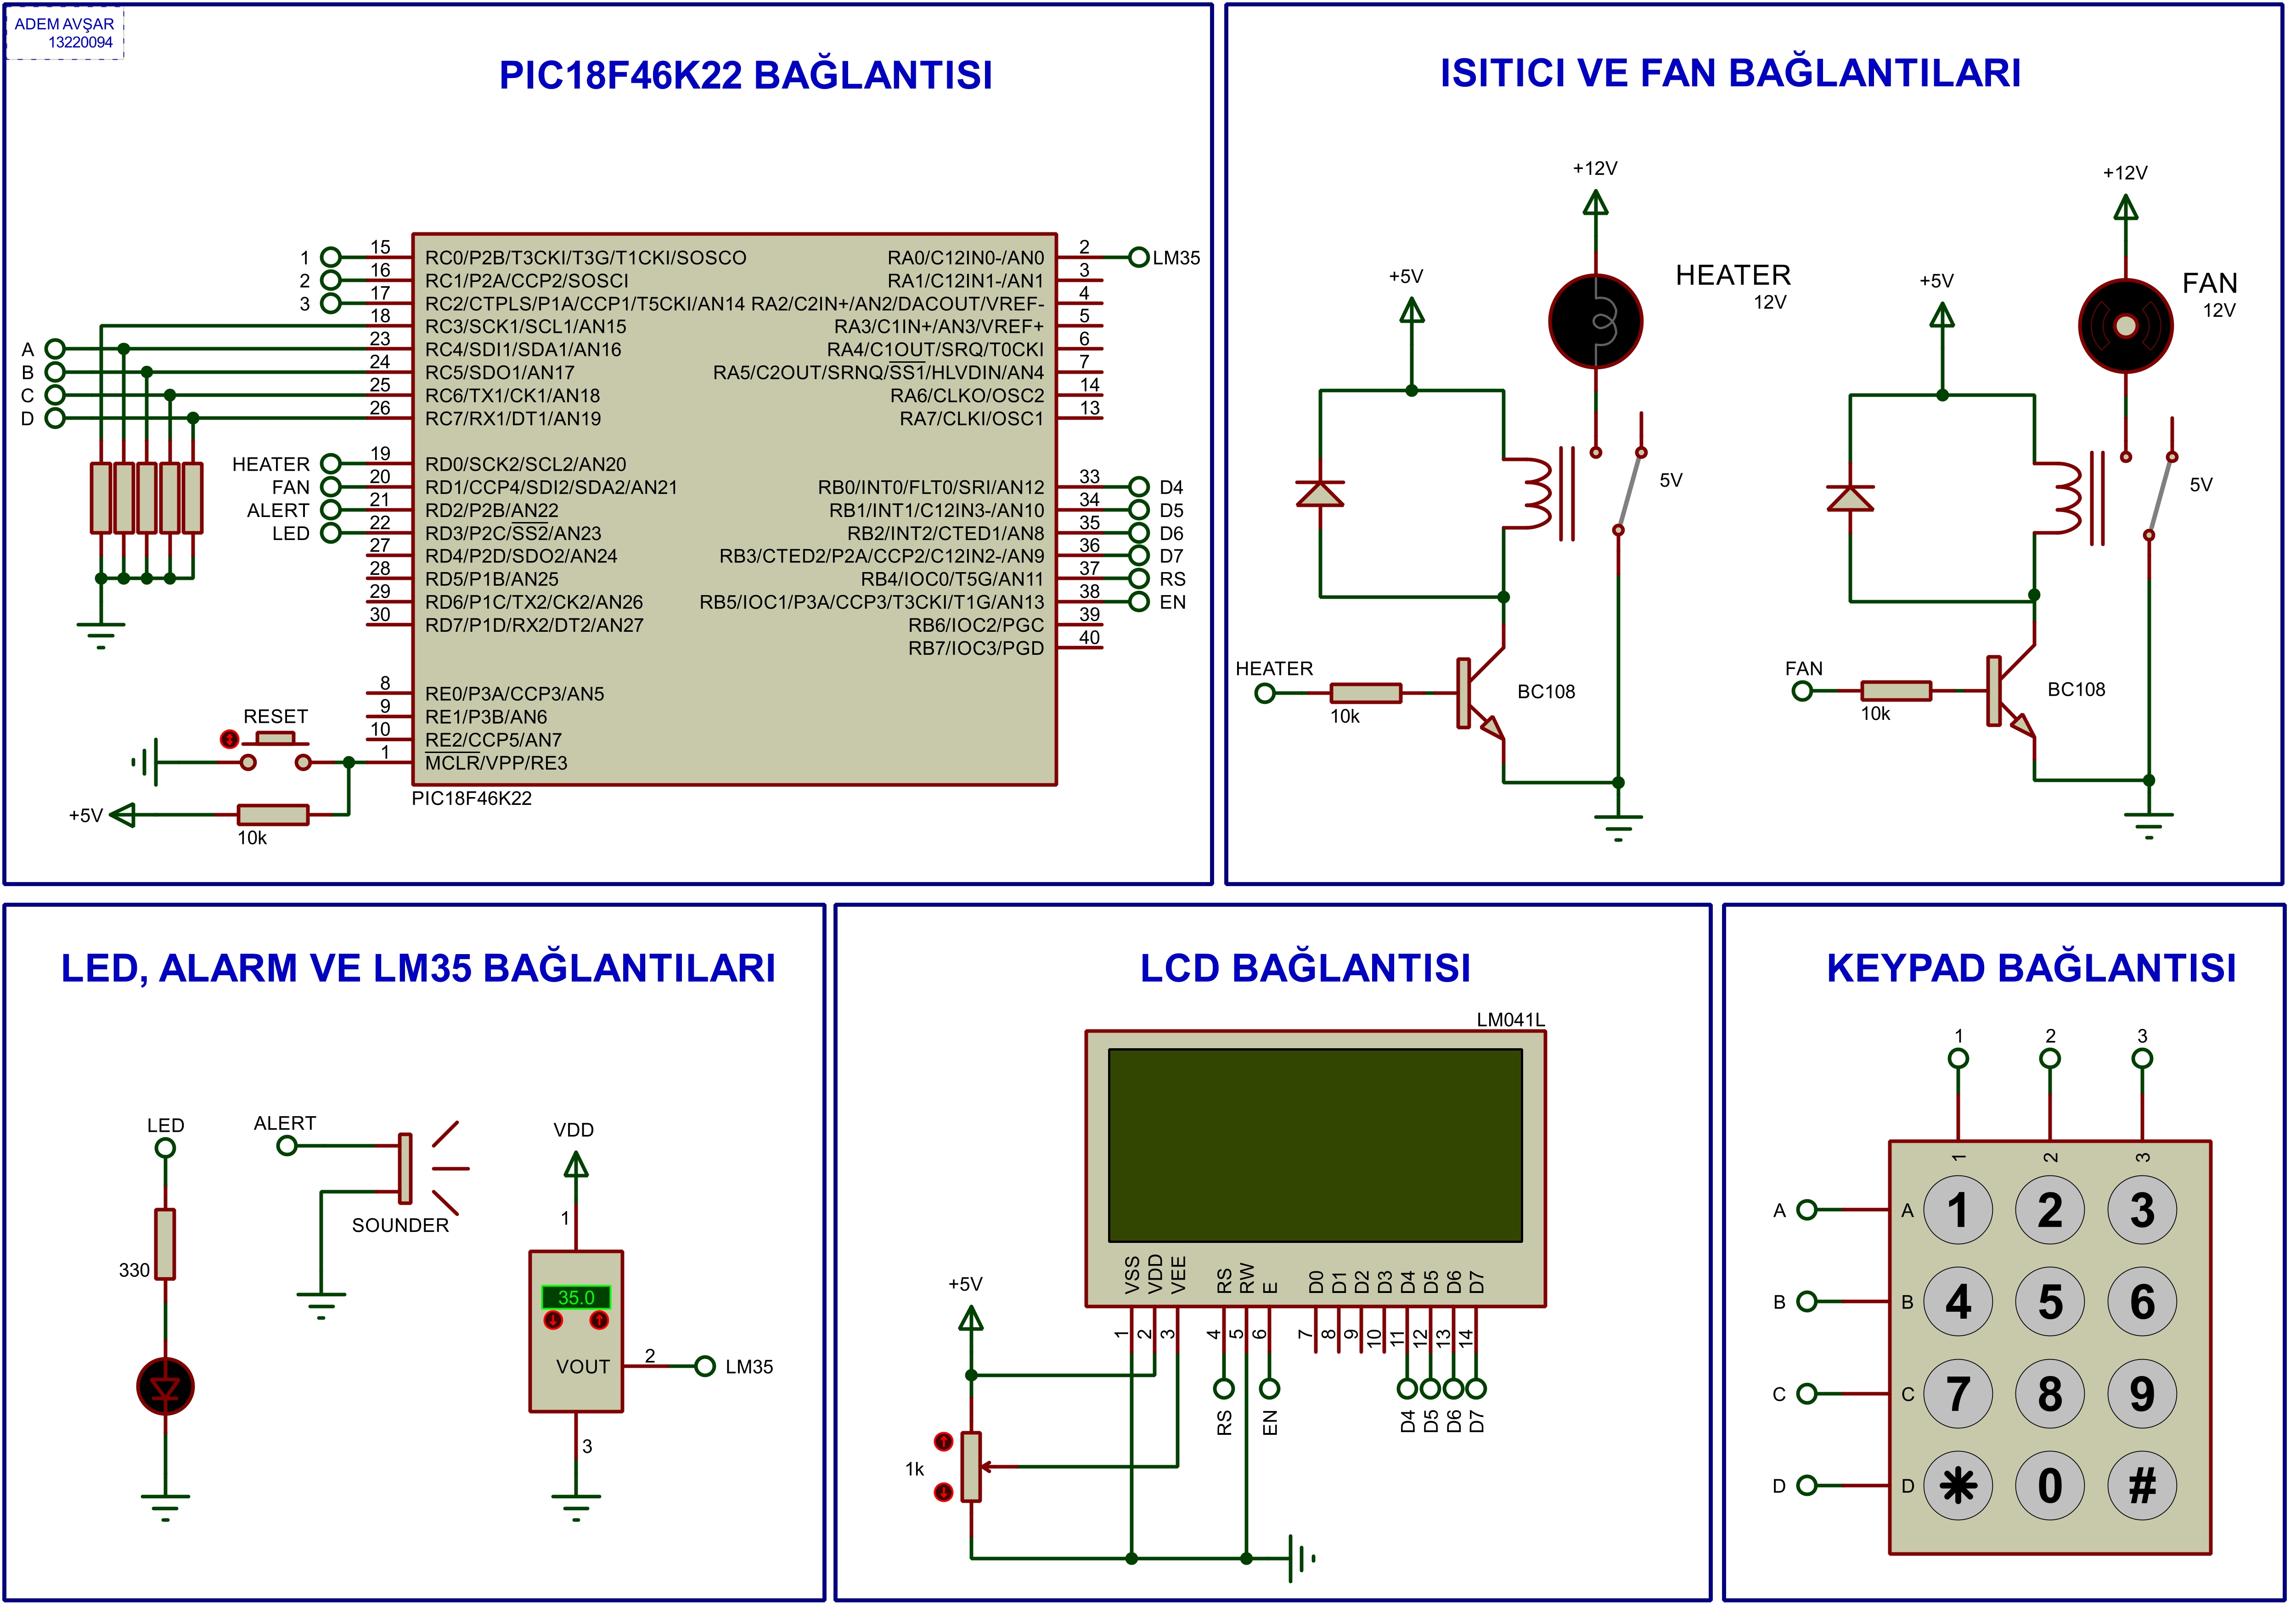 ADEM AVŞAR
13220094
PIC18F46K22 BAĞLANTISI
1 15 RC0/P2B/T3CKI/T3G/T1CKI/SOSCO RA0/C12IN0-/AN0 2 LM35
2 16 RC1/P2A/CCP2/SOSCI RA1/C12IN1-/AN1 3
3 17 RC2/CTPLS/P1A/CCP1/T5CKI/AN14 RA2/C2IN+/AN2/DACOUT/VREF- 4
18 RC3/SCK1/SCL1/AN15 RA3/C1IN+/AN3/VREF+ 5
A 23 RC4/SDI1/SDA1/AN16 RA4/C1OUT/SRQ/T0CKI 6
B 24 RC5/SDO1/AN17 RA5/C2OUT/SRNQ/SS1/HLVDIN/AN4 7
C 25 RC6/TX1/CK1/AN18 RA6/CLKO/OSC2 14
D 26 RC7/RX1/DT1/AN19 RA7/CLKI/OSC1 13
HEATER 19 RD0/SCK2/SCL2/AN20
FAN 20 RD1/CCP4/SDI2/SDA2/AN21 RB0/INT0/FLT0/SRI/AN12 33 D4
ALERT 21 RD2/P2B/AN22 RB1/INT1/C12IN3-/AN10 34 D5
LED 22 RD3/P2C/SS2/AN23 RB2/INT2/CTED1/AN8 35 D6
27 RD4/P2D/SDO2/AN24 RB3/CTED2/P2A/CCP2/C12IN2-/AN9 36 D7
28 RD5/P1B/AN25 RB4/IOC0/T5G/AN11 37 RS
29 RD6/P1C/TX2/CK2/AN26 RB5/IOC1/P3A/CCP3/T3CKI/T1G/AN13 38 EN
30 RD7/P1D/RX2/DT2/AN27 RB6/IOC2/PGC 39
RB7/IOC3/PGD 40
8 RE0/P3A/CCP3/AN5
9 RE1/P3B/AN6
10 RE2/CCP5/AN7
1 MCLR/VPP/RE3
RESET
PIC18F46K22
+5V
10k
ISITICI VE FAN BAĞLANTILARI
+12V
HEATER
12V
+5V
5V
HEATER
10k
BC108
+12V
FAN
12V
+5V
5V
FAN
10k
BC108
LED, ALARM VE LM35 BAĞLANTILARI
LED
330
ALERT
SOUNDER
VDD
1
35.0
VOUT 2 LM35
3
LCD BAĞLANTISI
LM041L
VSS VDD VEE RS RW E D0 D1 D2 D3 D4 D5 D6 D7
1 2 3 4 5 6 7 8 9 10 11 12 13 14
RS EN D4 D5 D6 D7
+5V
1k
KEYPAD BAĞLANTISI
1 2 3
1 2 3
A A 1 2 3
B B 4 5 6
C C 7 8 9
D D * 0 #